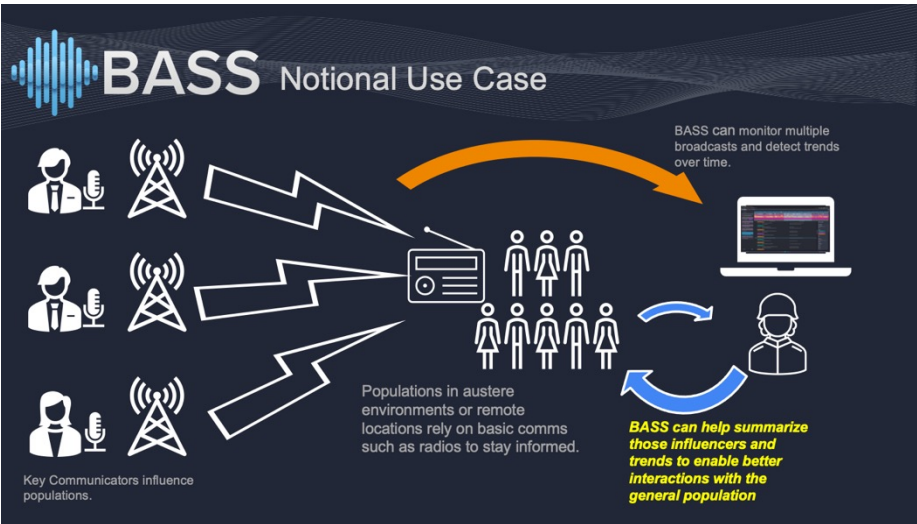 BASS Notional Use Case
BASS can monitor multiple
broadcasts and detect trends
over time.
Populations in austere
environments or remote
locations rely on basic comms
such as radios to stay informed.
BASS can help summarize
those influencers and
trends to enable better
interactions with the
general population
Key Communicators influence
populations.